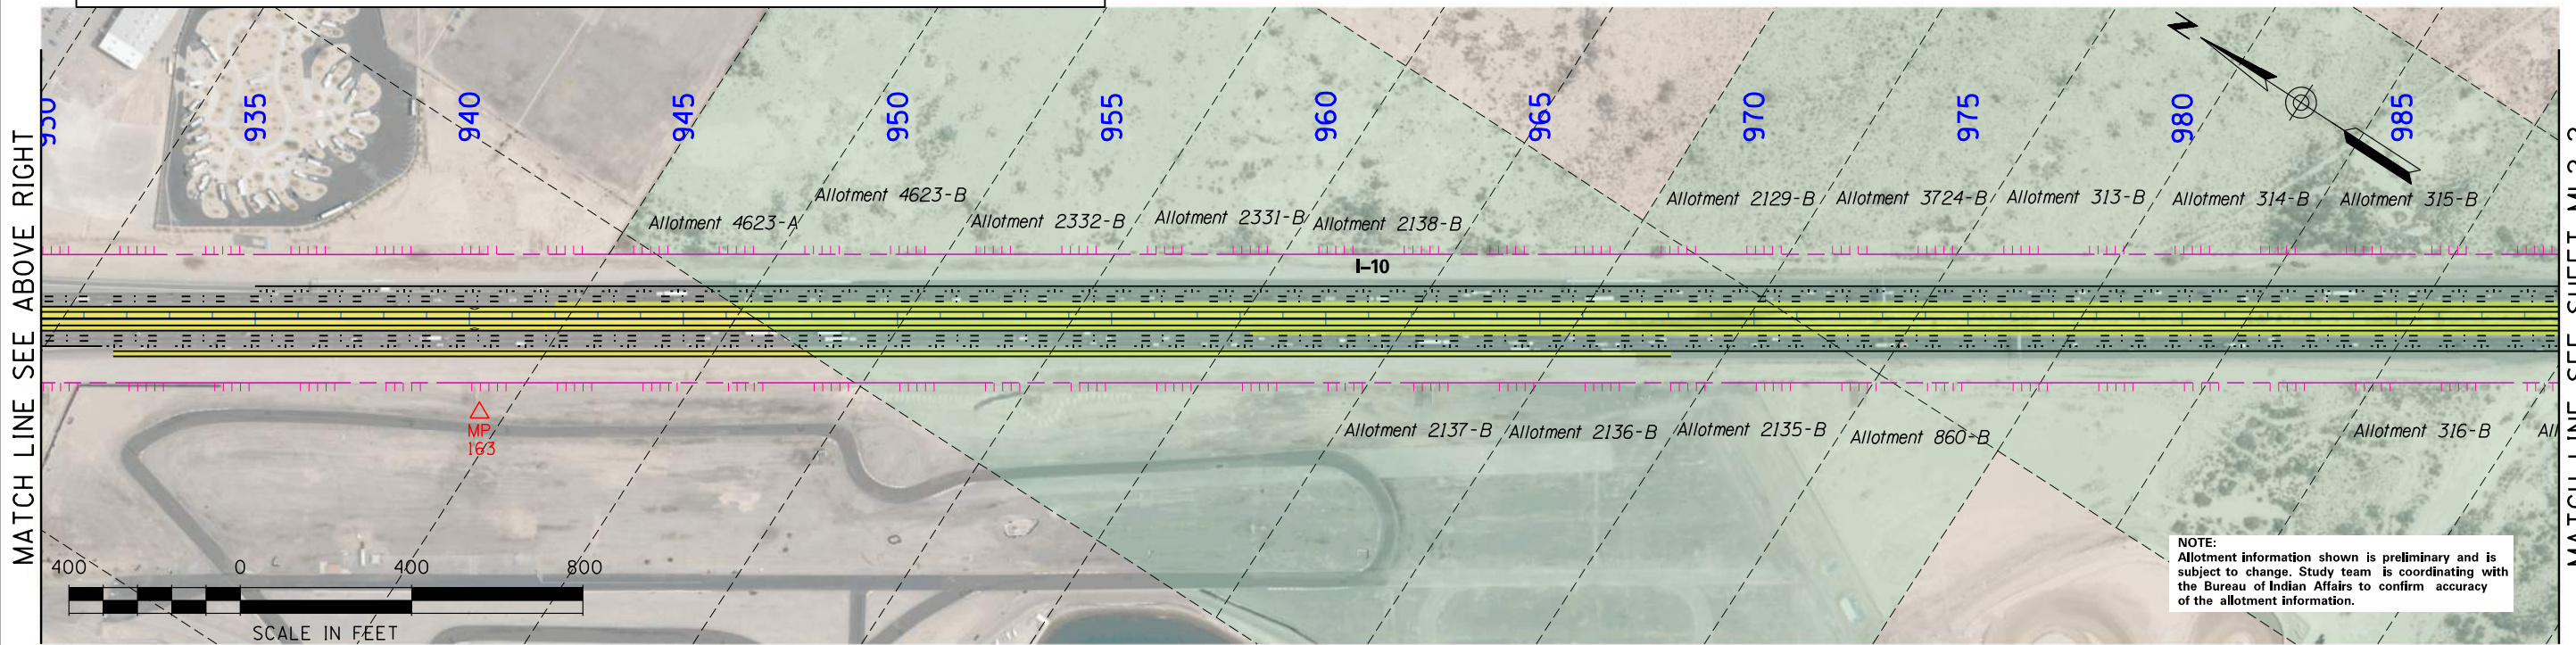 MATCH LINE SEE ABOVE RIGHT
935
940
945
950
955
960
965
970
975
980
985
N
Allotment 4623-A
Allotment 4623-B
Allotment 2332-B
Allotment 2331-B
Allotment 2138-B
Allotment 2129-B
Allotment 3724-B
Allotment 313-B
Allotment 314-B
Allotment 315-B
I-10
MP
163
Allotment 2137-B
Allotment 2136-B
Allotment 2135-B
Allotment 860-B
Allotment 316-B
400 0 400 800
SCALE IN FEET
NOTE:
Allotment information shown is preliminary and is
subject to change. Study team is coordinating with
the Bureau of Indian Affairs to confirm accuracy
of the allotment information.